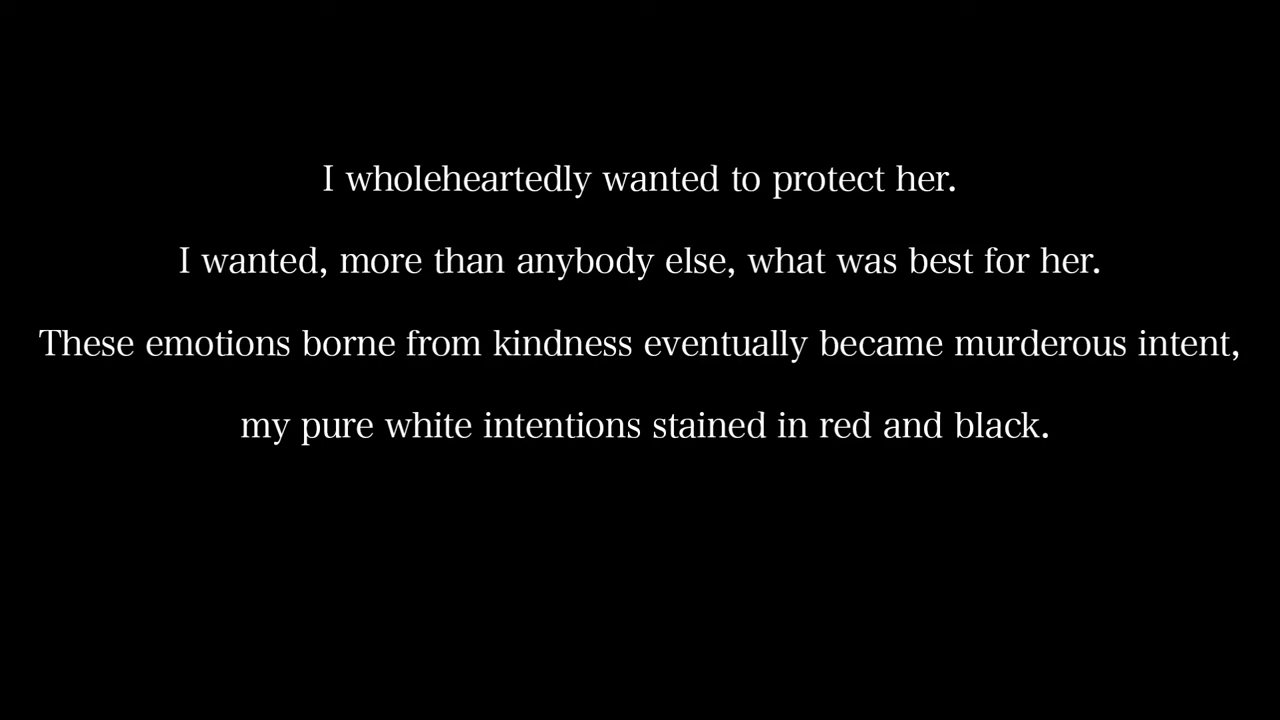 I wholeheartedly wanted to protect her.
I wanted, more than anybody else, what was best for her.
These emotions borne from kindness eventually became murderous intent,
my pure white intentions stained in red and black.